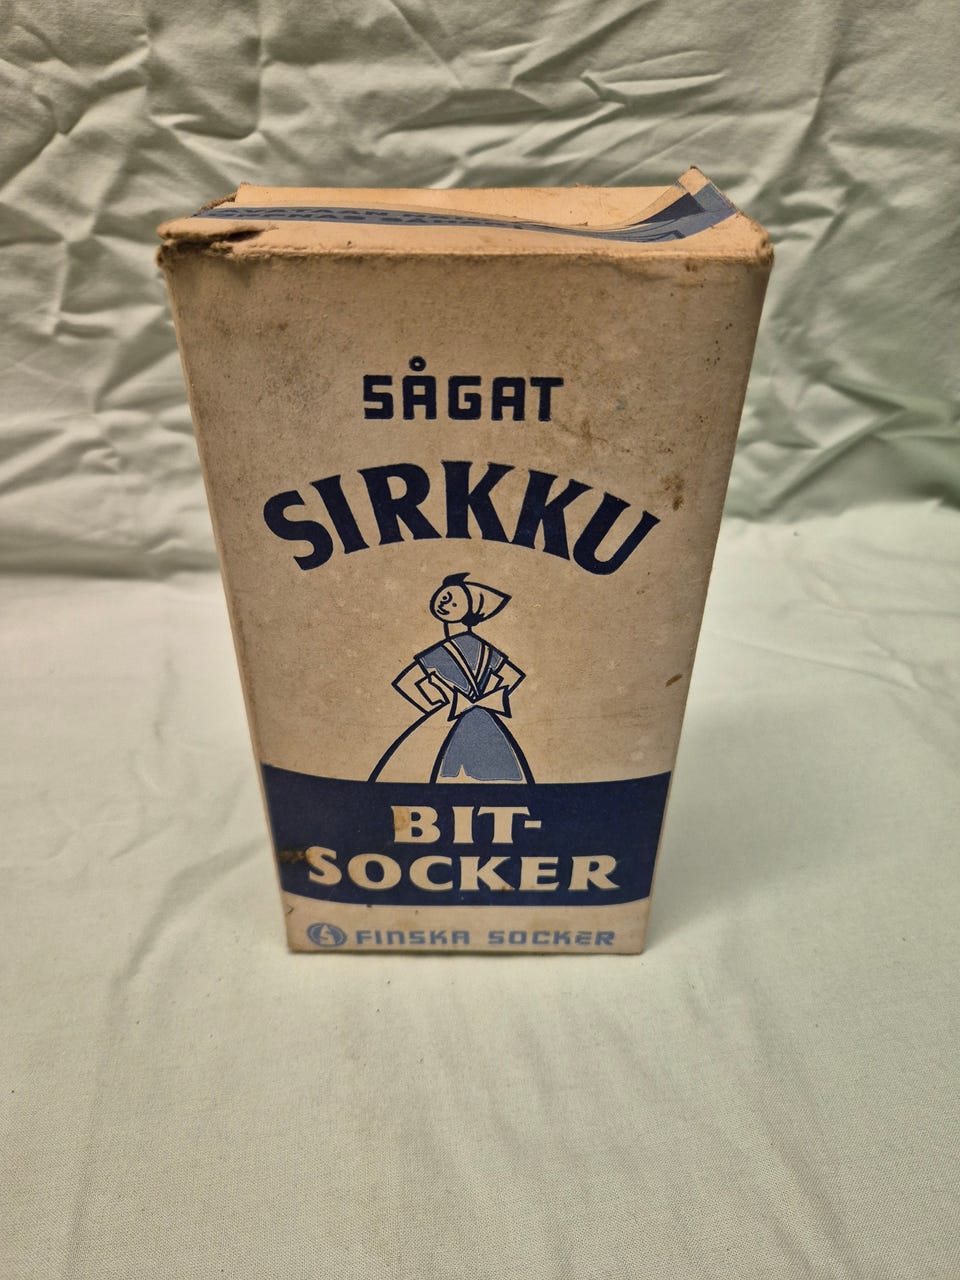 SÅGAT
SIRKKU
BIT-
SOCKER
FINSKA SOCKER